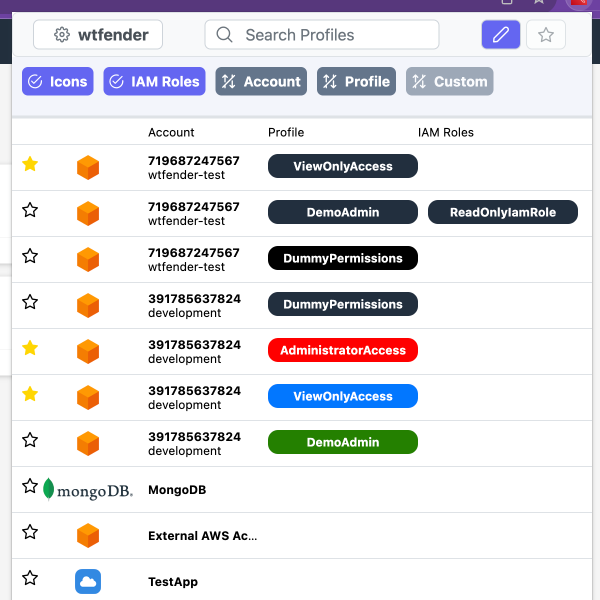 wtfender
Search Profiles
Icons
IAM Roles
Account
Profile
Custom
Account Profile IAM Roles
719687247567
wtfender-test
ViewOnlyAccess
719687247567
wtfender-test
DemoAdmin
ReadOnlyIamRole
719687247567
wtfender-test
DummyPermissions
391785637824
development
DummyPermissions
391785637824
development
AdministratorAccess
391785637824
development
ViewOnlyAccess
391785637824
development
DemoAdmin
mongoDB.
MongoDB
External AWS Ac...
TestApp